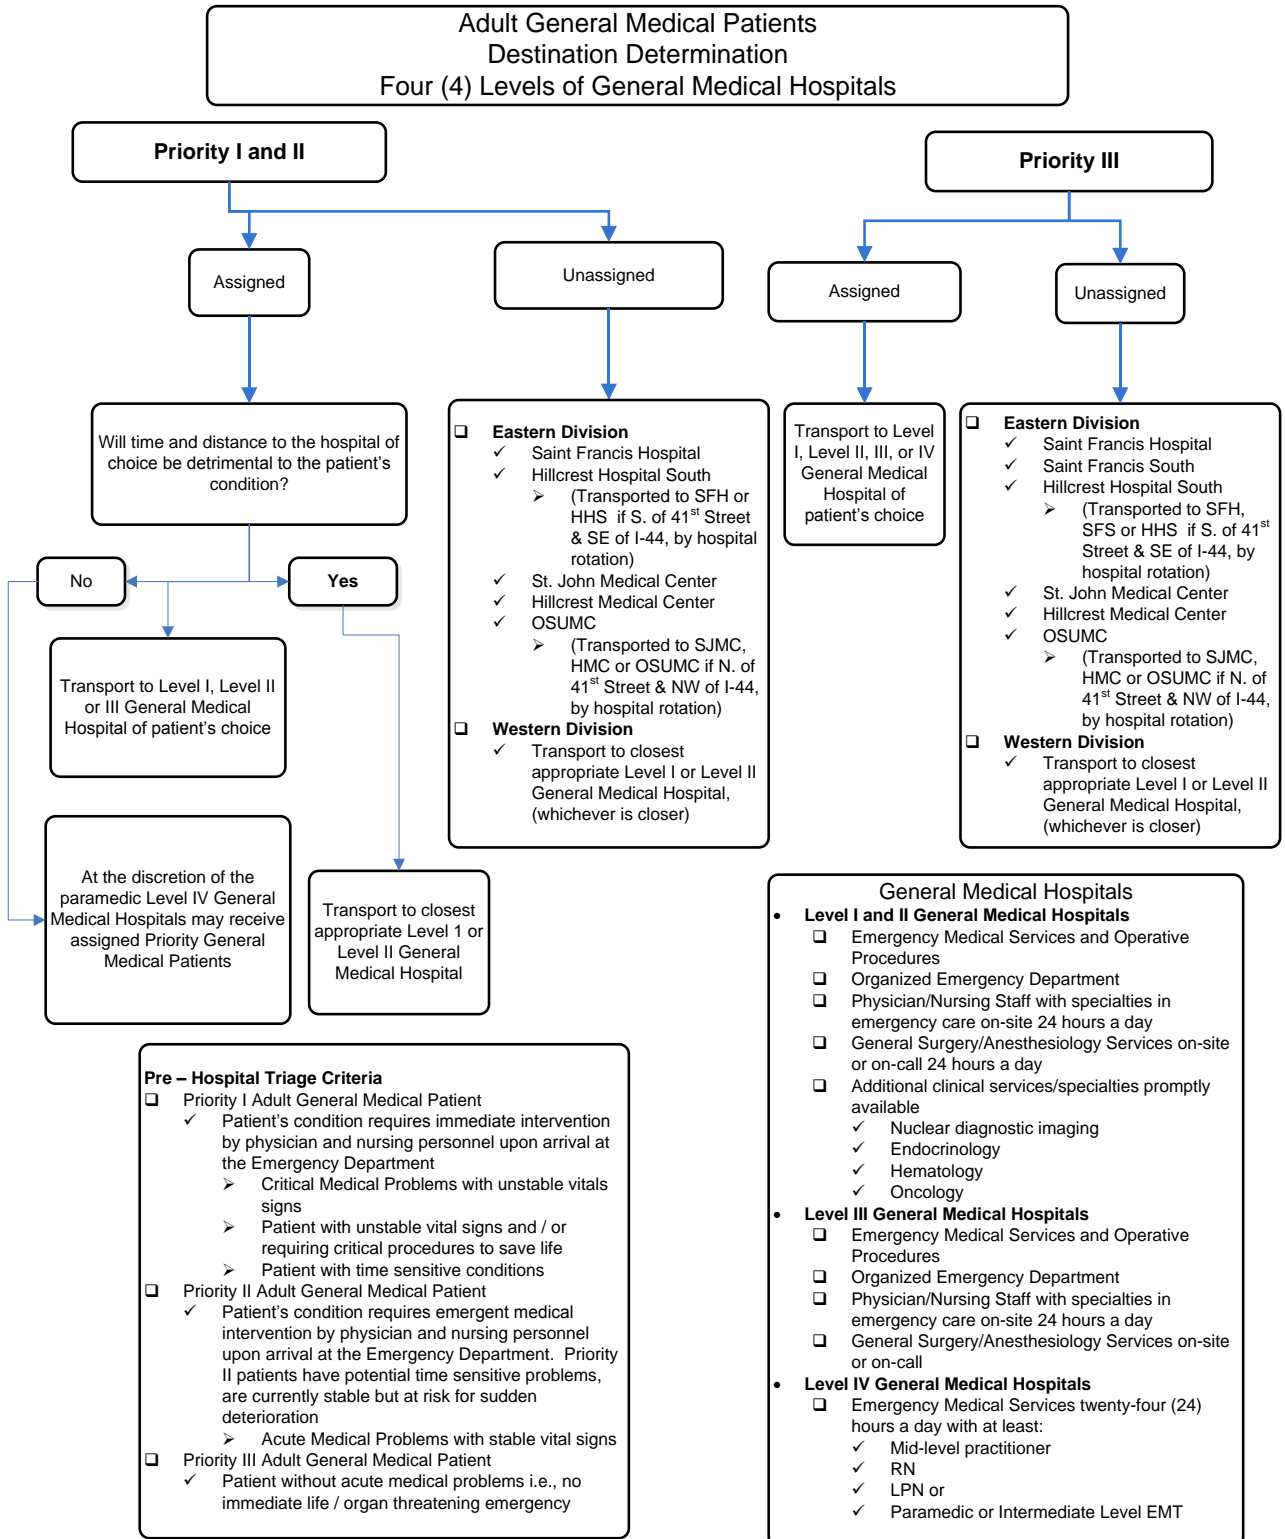 Adult General Medical Patients
Destination Determination
Four (4) Levels of General Medical Hospitals
Priority I and II
Priority III
Assigned
Unassigned
Assigned
Unassigned
Will time and distance to the hospital of
choice be detrimental to the patient's
condition?
No
Yes
Transport to Level I, Level II
or III General Medical
Hospital of patient's choice
At the discretion of the
paramedic Level IV General
Medical Hospitals may receive
assigned Priority General
Medical Patients
Transport to closest
appropriate Level 1 or
Level II General
Medical Hospital
❑ Eastern Division
✓ Saint Francis Hospital
✓ Hillcrest Hospital South
➢ (Transported to SFH or
HHS if S. of 41st Street
& SE of I-44, by hospital
rotation)
✓ St. John Medical Center
✓ Hillcrest Medical Center
✓ OSUMC
➢ (Transported to SJMC,
HMC or OSUMC if N. of
41st Street & NW of I-44,
by hospital rotation)
❑ Western Division
✓ Transport to closest
appropriate Level I or Level II
General Medical Hospital,
(whichever is closer)
Transport to Level
I, Level II, III, or IV
General Medical
Hospital of
patient's choice
❑ Eastern Division
✓ Saint Francis Hospital
✓ Saint Francis South
✓ Hillcrest Hospital South
➢ (Transported to SFH,
SFS or HHS if S. of 41st
Street & SE of I-44, by
hospital rotation)
✓ St. John Medical Center
✓ Hillcrest Medical Center
✓ OSUMC
➢ (Transported to SJMC,
HMC or OSUMC if N. of
41st Street & NW of I-44,
by hospital rotation)
❑ Western Division
✓ Transport to closest
appropriate Level I or Level II
General Medical Hospital,
(whichever is closer)
Pre – Hospital Triage Criteria
❑ Priority I Adult General Medical Patient
✓ Patient's condition requires immediate intervention
by physician and nursing personnel upon arrival at
the Emergency Department
➢ Critical Medical Problems with unstable vitals
signs
➢ Patient with unstable vital signs and / or
requiring critical procedures to save life
➢ Patient with time sensitive conditions
❑ Priority II Adult General Medical Patient
✓ Patient's condition requires emergent medical
intervention by physician and nursing personnel
upon arrival at the Emergency Department. Priority
II patients have potential time sensitive problems,
are currently stable but at risk for sudden
deterioration
➢ Acute Medical Problems with stable vital signs
❑ Priority III Adult General Medical Patient
✓ Patient without acute medical problems i.e., no
immediate life / organ threatening emergency
General Medical Hospitals
• Level I and II General Medical Hospitals
❑ Emergency Medical Services and Operative
Procedures
❑ Organized Emergency Department
❑ Physician/Nursing Staff with specialties in
emergency care on-site 24 hours a day
❑ General Surgery/Anesthesiology Services on-site
or on-call 24 hours a day
❑ Additional clinical services/specialties promptly
available
✓ Nuclear diagnostic imaging
✓ Endocrinology
✓ Hematology
✓ Oncology
• Level III General Medical Hospitals
❑ Emergency Medical Services and Operative
Procedures
❑ Organized Emergency Department
❑ Physician/Nursing Staff with specialties in
emergency care on-site 24 hours a day
❑ General Surgery/Anesthesiology Services on-site
or on-call
• Level IV General Medical Hospitals
❑ Emergency Medical Services twenty-four (24)
hours a day with at least:
✓ Mid-level practitioner
✓ RN
✓ LPN or
✓ Paramedic or Intermediate Level EMT